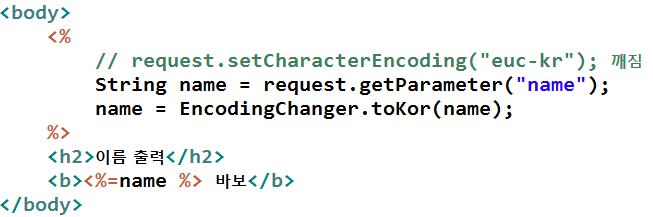 <body>
<%
// request.setCharacterEncoding("euc-kr"); 깨짐
String name = request.getParameter("name");
name = EncodingChanger.toKor(name);
%>
<h2>이름 출력</h2>
<b><%=name %> 바보</b>
</body>